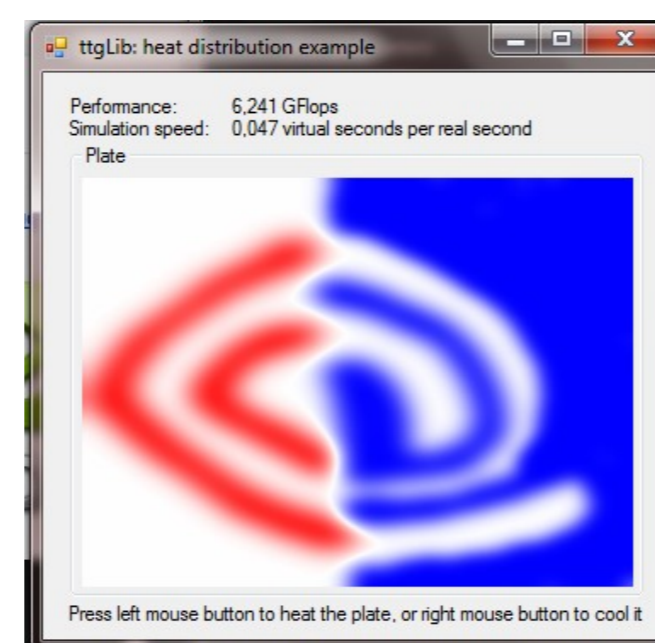 ttgLib: heat distribution example
Performance: 6,241 GFlops
Simulation speed: 0,047 virtual seconds per real second
Plate
Press left mouse button to heat the plate, or right mouse button to cool it